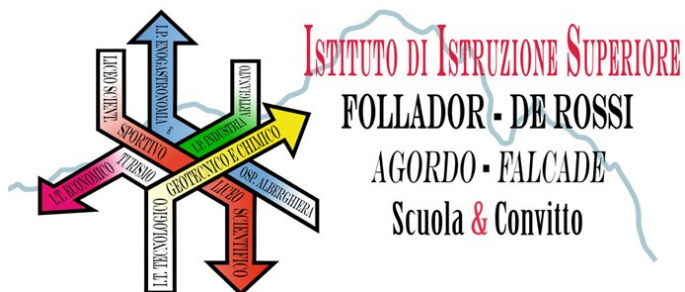 ISTITUTO DI ISTRUZIONE SUPERIORE
FOLLADOR - DE ROSSI
AGORDO - FALCADE
Scuola & Convitto
LICEO SCIENT.
SPORTIVO
LICEO
SCIENTIFICO
I.P. ENOGASTRONOMIA
E
OSP. ALBERGHIERA
ARTIGIANATO
I.P. INDUSTRIA
TURISMO
I.T. ECONOMICO
I.T. TECNOLOGICO
GEOTECNICO E CHIMICO